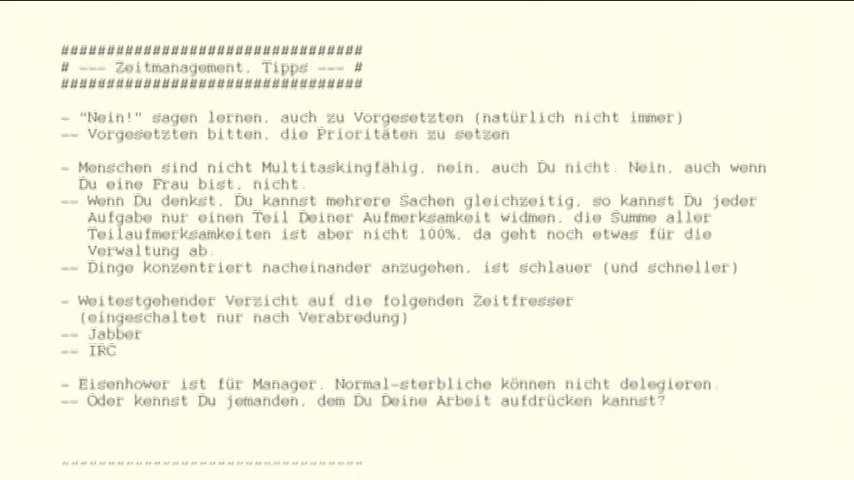 #################################
# --- Zeitmanagement, Tipps --- #
#################################
- "Nein!" sagen lernen, auch zu Vorgesetzten (natürlich nicht immer)
-- Vorgesetzten bitten, die Prioritäten zu setzen
- Menschen sind nicht Multitaskingfähig, nein, auch Du nicht. Nein, auch wenn
Du eine Frau bist, nicht.
-- Wenn Du denkst, Du kannst mehrere Sachen gleichzeitig, so kannst Du jeder
Aufgabe nur einen Teil Deiner Aufmerksamkeit widmen, die Summe aller
Teilaufmerksamkeiten ist aber nicht 100%, da geht noch etwas für die
Verwaltung ab.
-- Dinge konzentriert nacheinander anzugehen, ist schlauer (und schneller)
- Weitestgehender Verzicht auf die folgenden Zeitfresser
(eingeschaltet nur nach Verabredung)
-- Jabber
-- IRC
- Eisenhower ist für Manager. Normal-sterbliche können nicht delegieren.
-- Oder kennst Du jemanden, dem Du Deine Arbeit aufdrücken kannst?